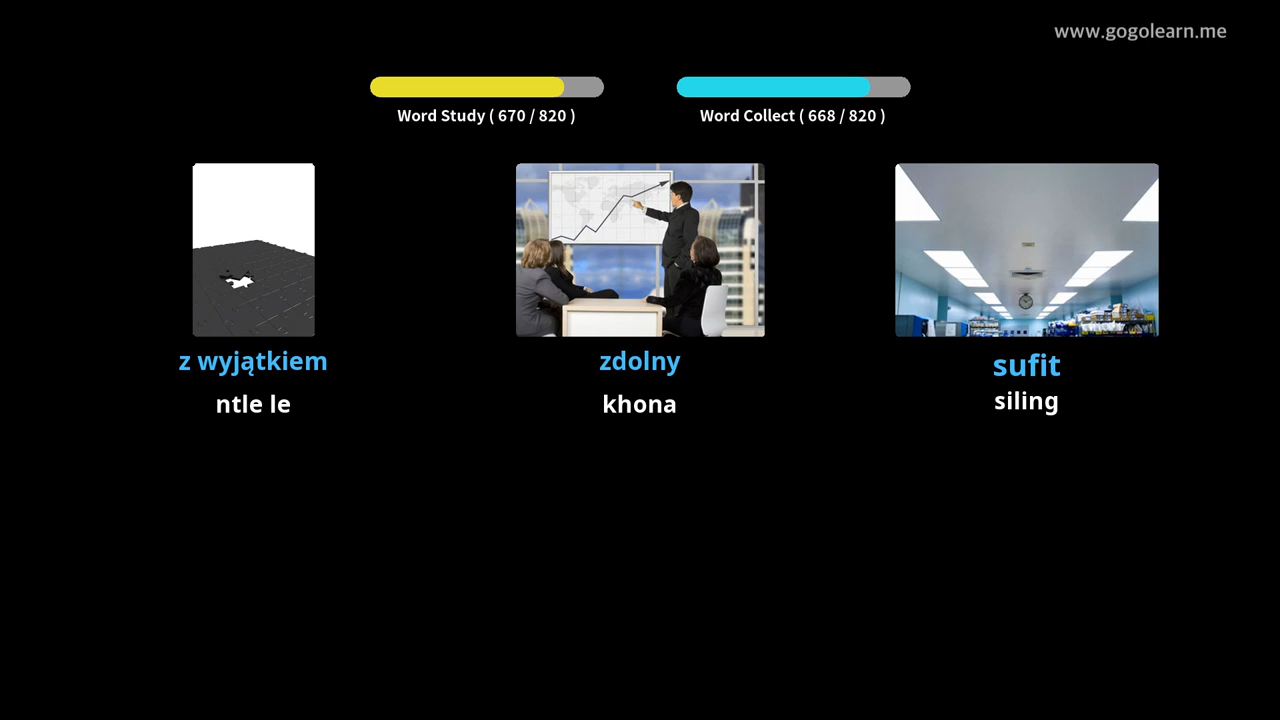 www.gogolearn.me
Word Study ( 670 / 820 )
Word Collect ( 668 / 820 )
z wyjątkiem
ntle le
zdolny
khona
sufit
siling